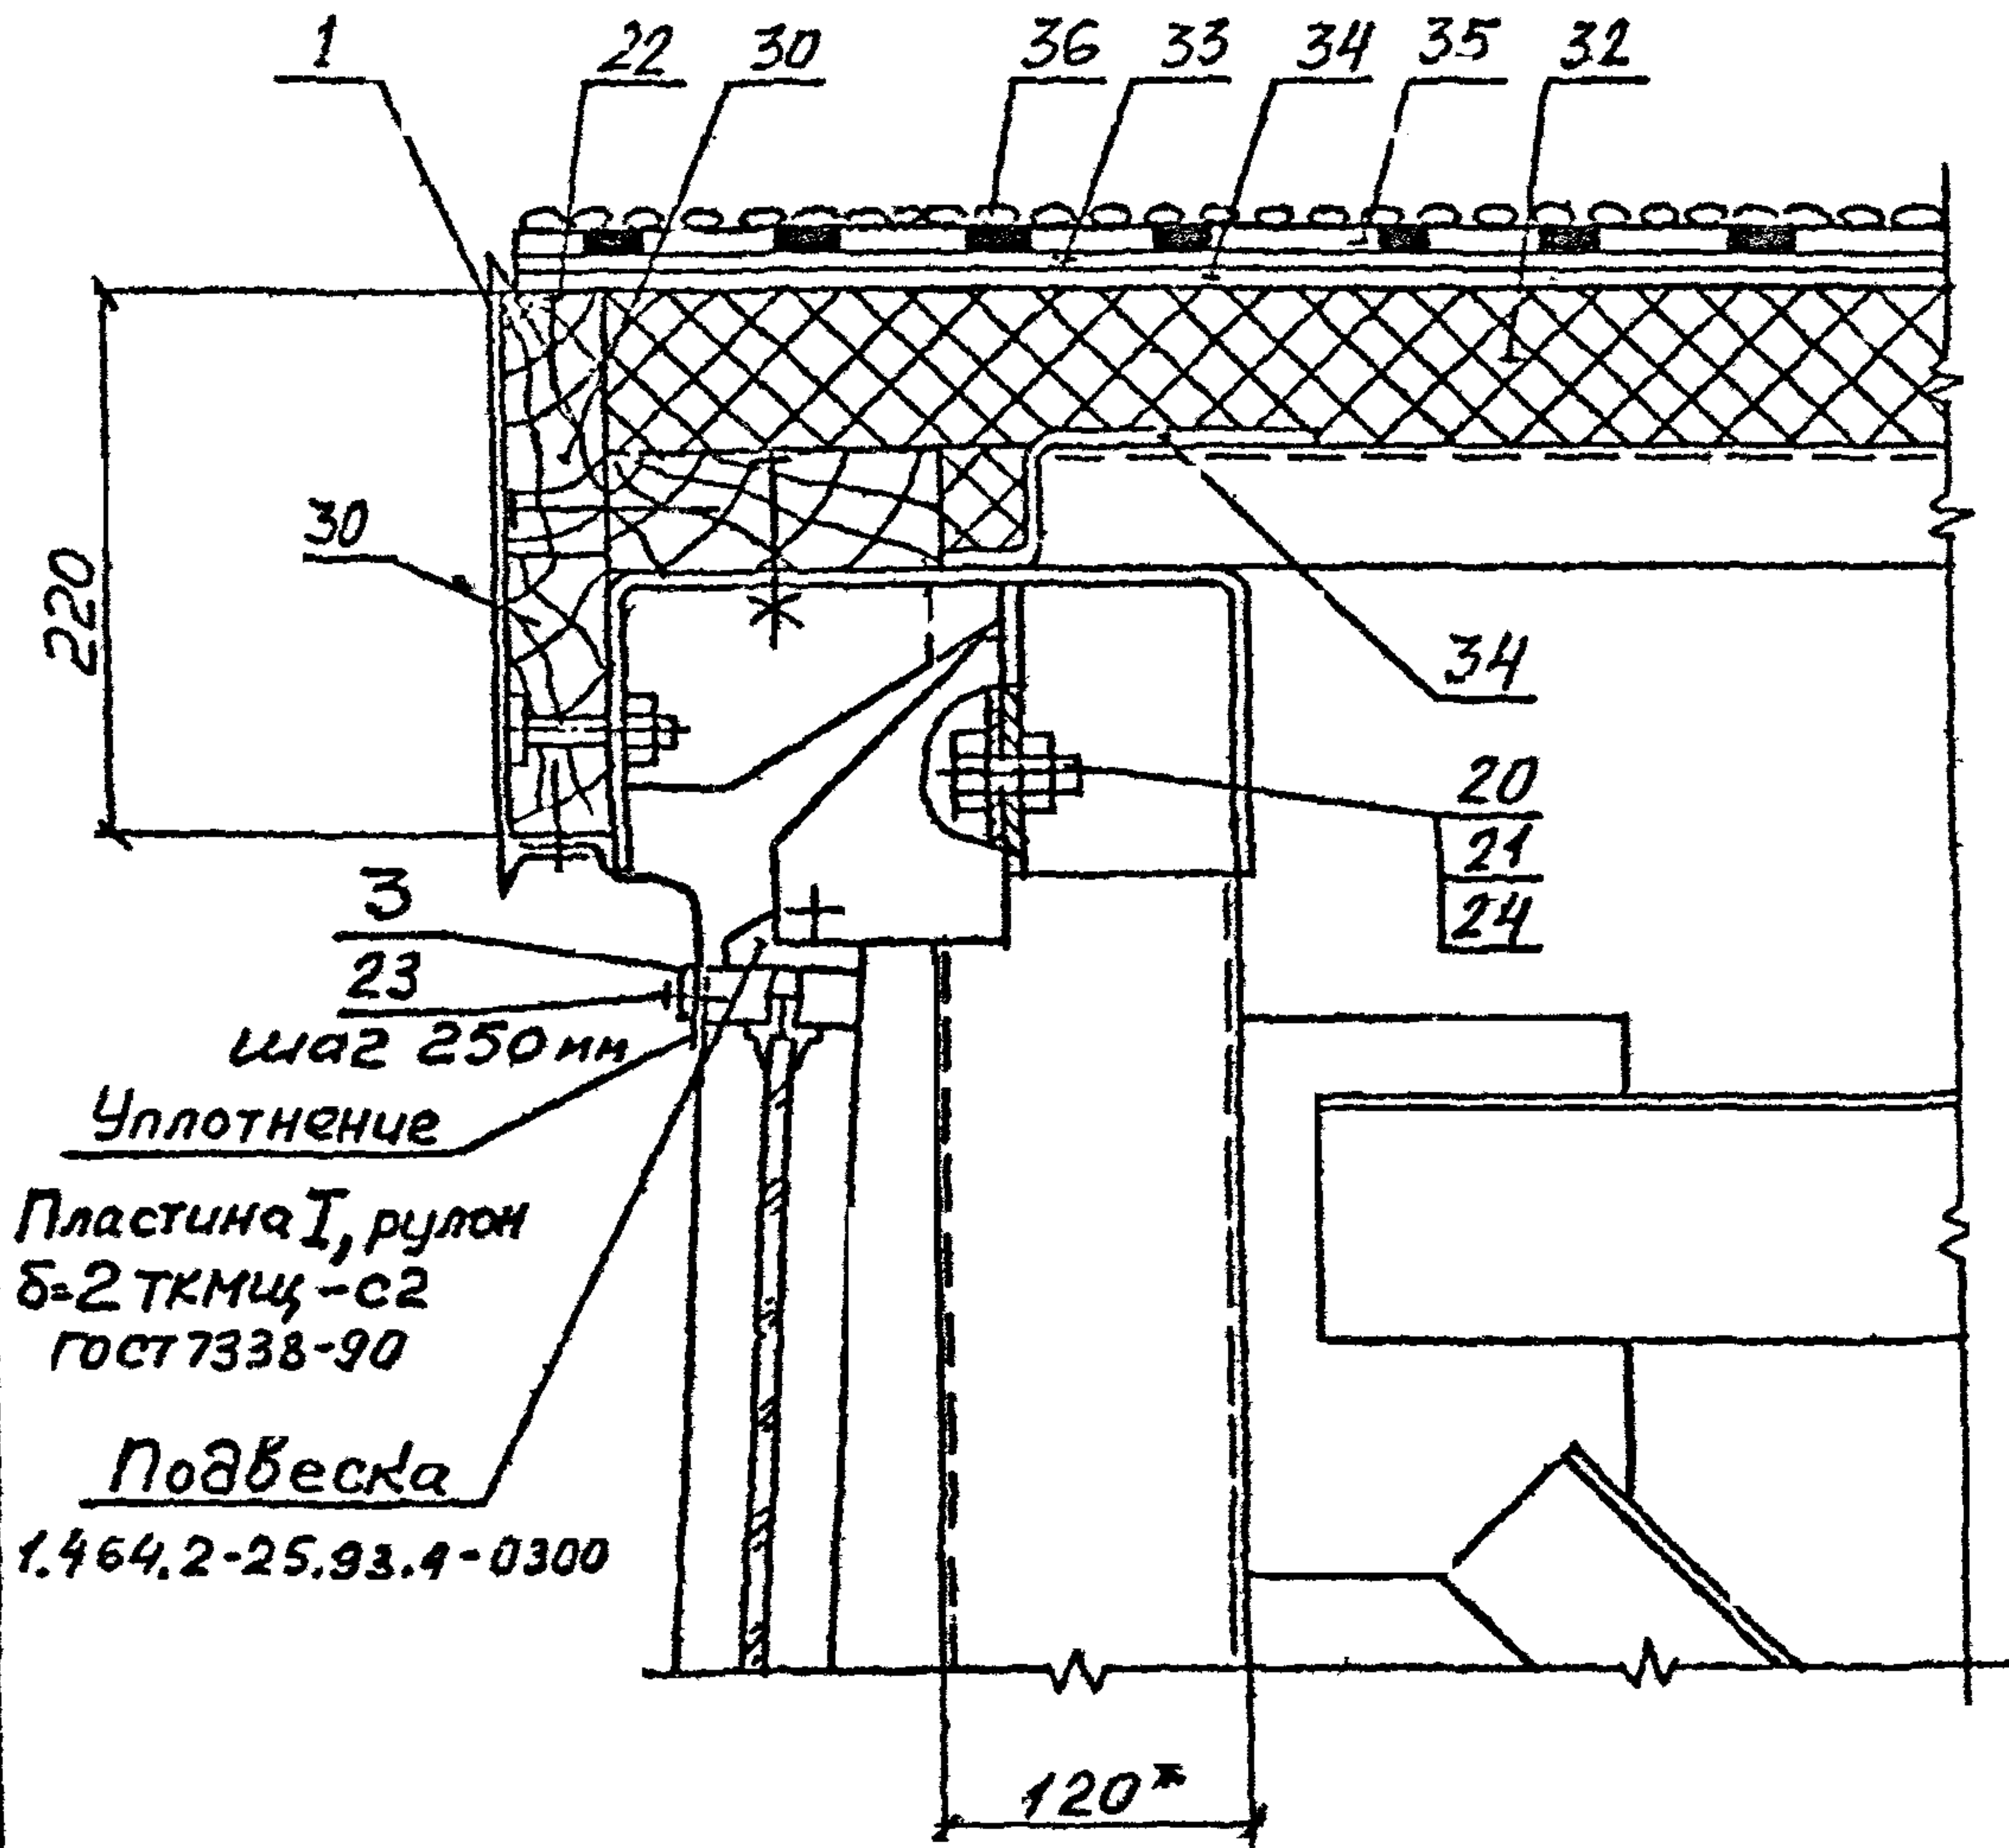 1 22 30 36 33 34 35 32
30
220
34
20
21
24
3
23
шаг 250мм
Уплотнение
Пластина I, рулон
δ=2 ТКМЩ-С2
ГОСТ 7338-90
Подвеска
1.464.2-25.93.4-0300
120*